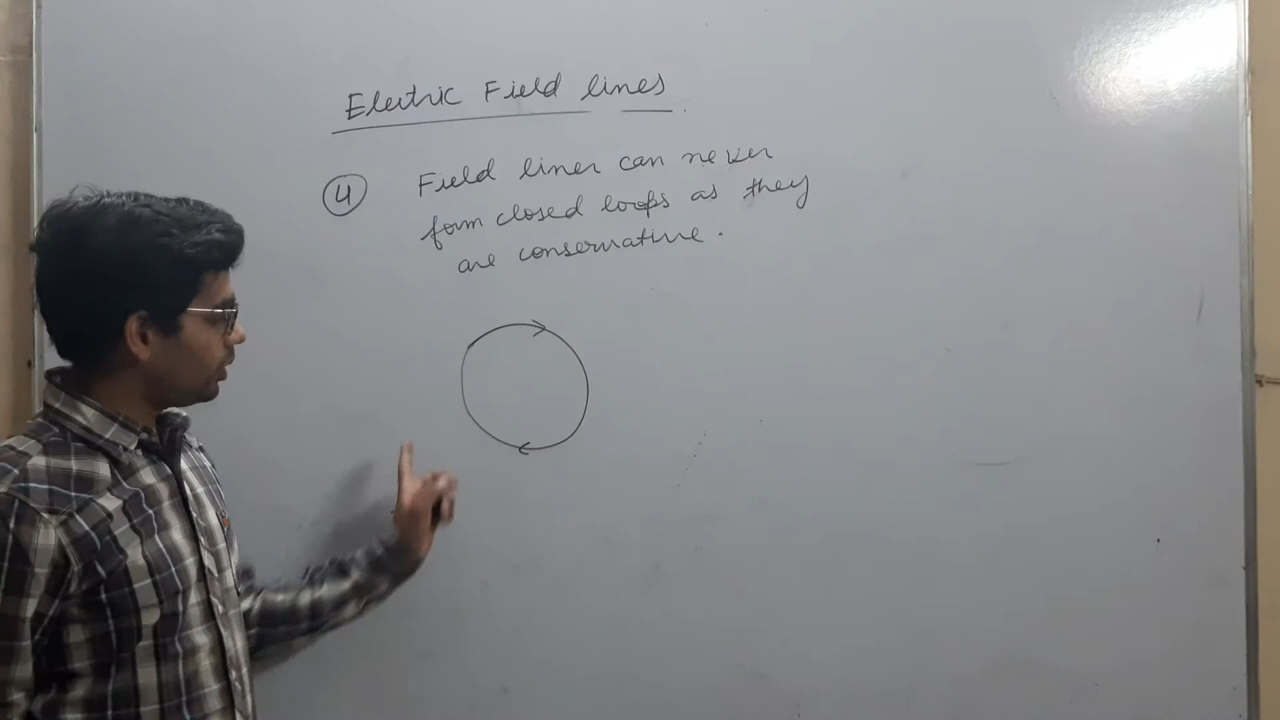 Electric Field lines
4 Field lines can never
form closed loops as they
are conservative.